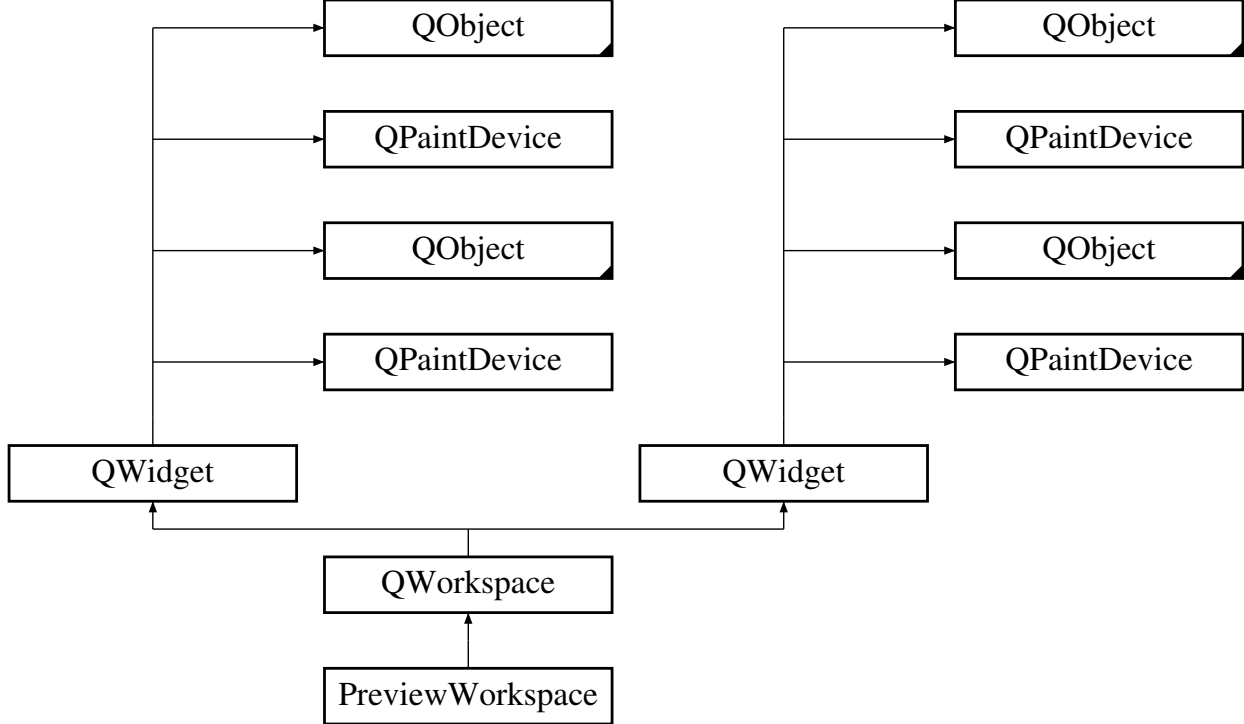 QObject
QObject
QPaintDevice
QPaintDevice
QObject
QObject
QPaintDevice
QPaintDevice
QWidget
QWidget
QWorkspace
PreviewWorkspace